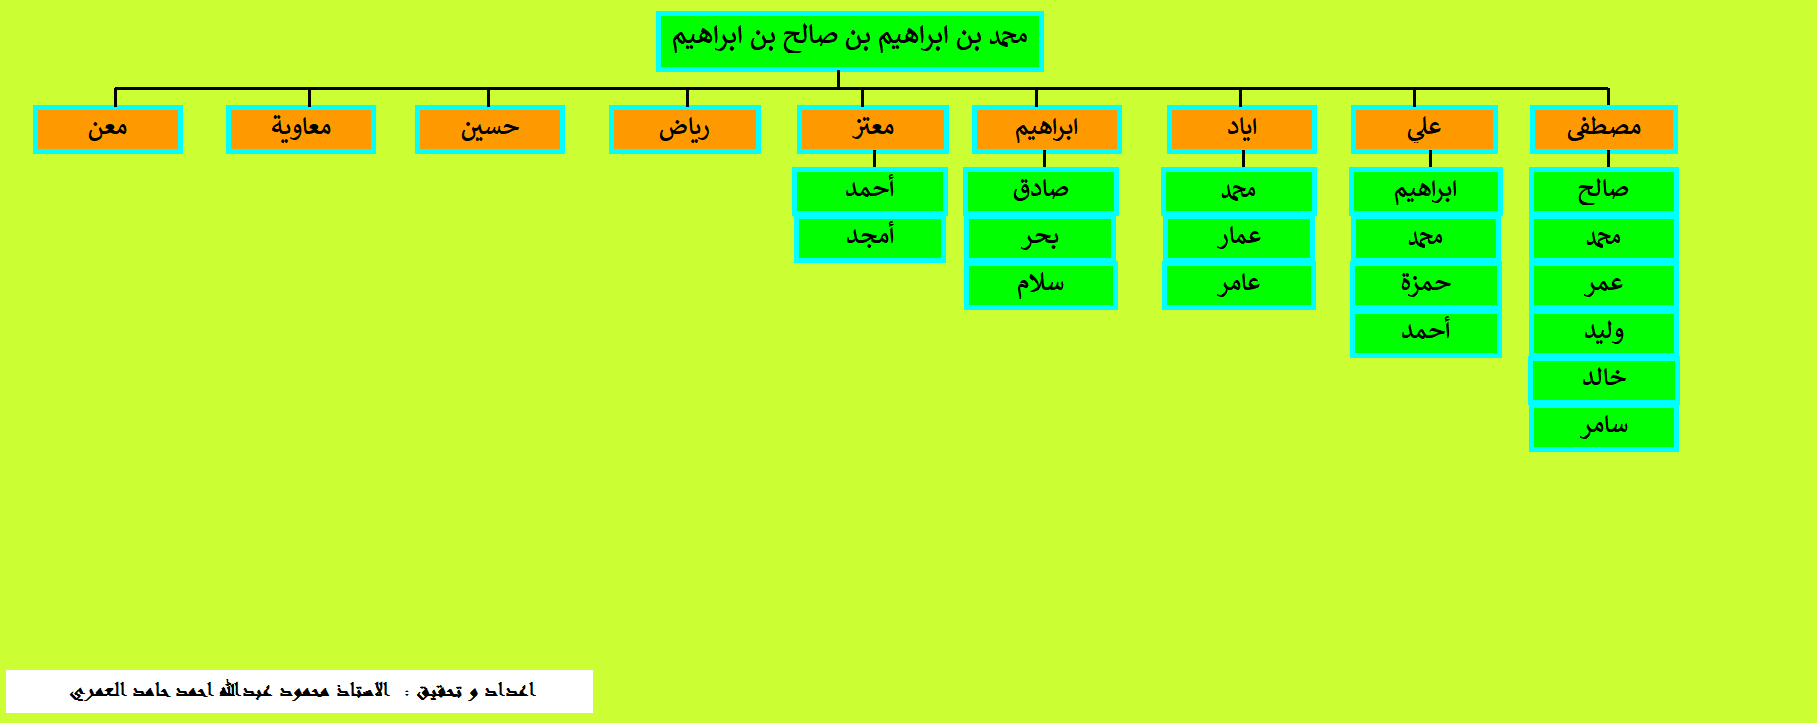 محمد بن ابراهيم بن صالح بن ابراهيم
مصطفى
علي
اياد
ابراهيم
معتز
رياض
حسين
معاوية
معن
صالح
محمد
عمر
وليد
خالد
سامر
ابراهيم
محمد
حمزة
أحمد
محمد
عمار
عامر
صادق
بحر
سلام
أحمد
أمجد
اعداد و تحقيق : الاستاذ محمود عبدالله احمد حامد العمري